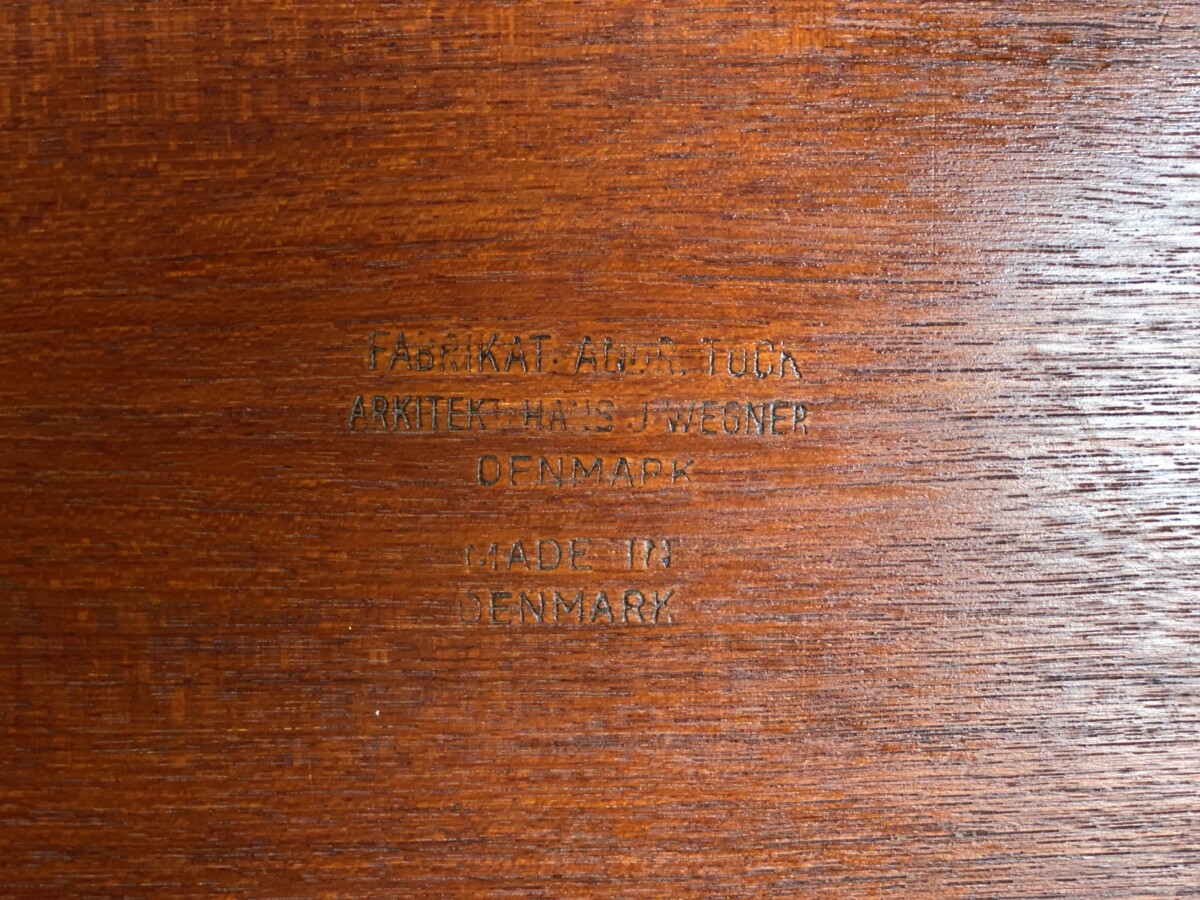 FABRIKAT: ANDR. TUCK
ARKITEKT: HANS J WEGNER
DENMARK
MADE IN
DENMARK